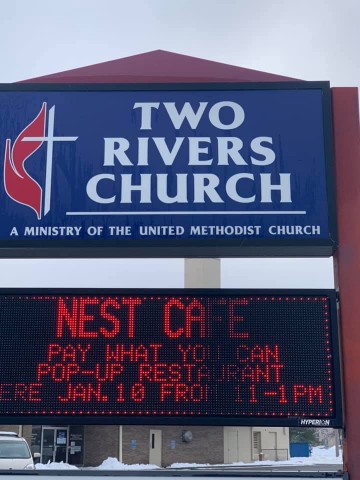 TWO
RIVERS
CHURCH
A MINISTRY OF THE UNITED METHODIST CHURCH
NEST CAFE
PAY WHAT YOU CAN
POP-UP RESTAURANT
ERE JAN.10 FROM 11-1PM
HYPERION